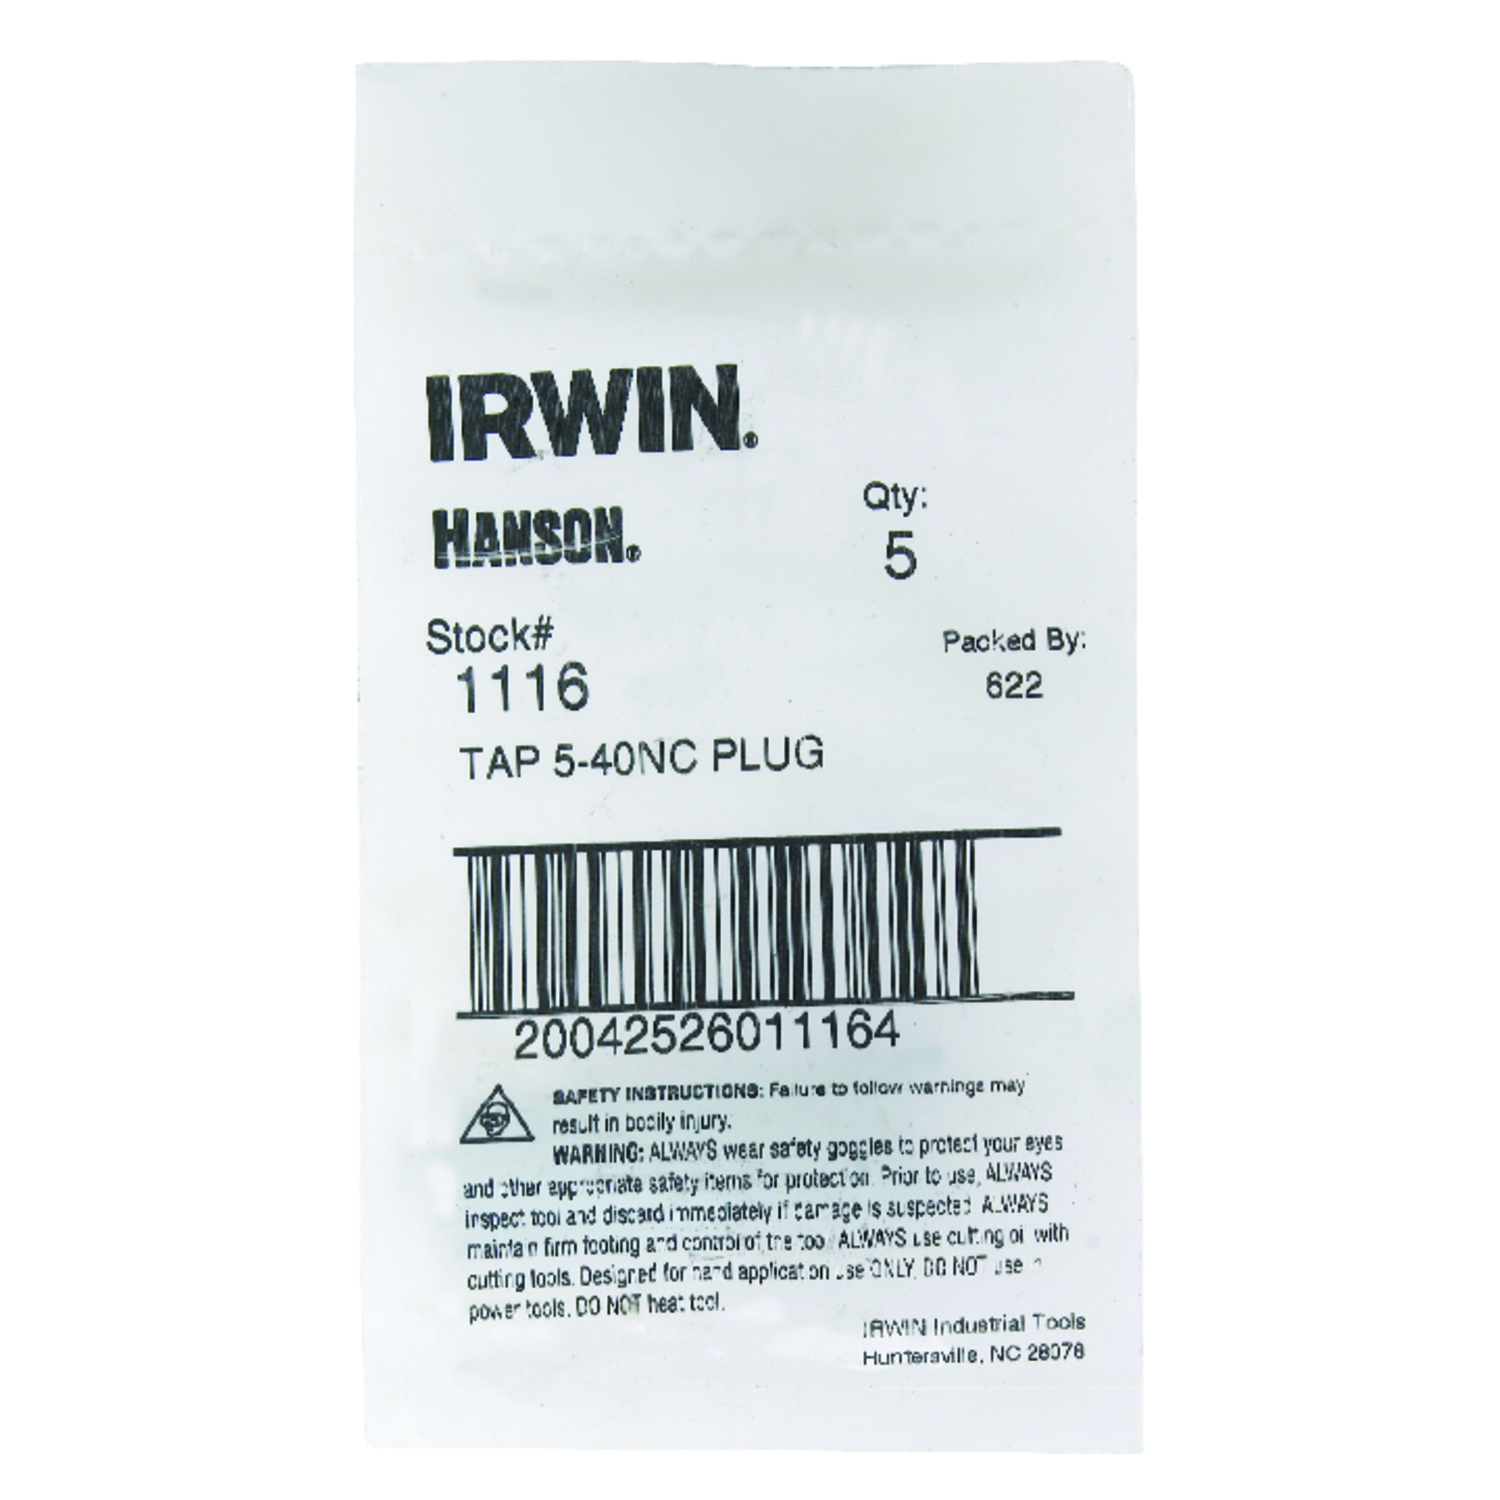 IRWIN®
HANSON®
Qty:
5
Stock#
1116
Packed By:
622
TAP 5-40NC PLUG
20042526011164
SAFETY INSTRUCTIONS: Failure to follow warnings may
result in bodily injury.
WARNING: ALWAYS wear safety goggles to protect your eyes
and other appropriate safety items for protection. Prior to use, ALWAYS
inspect tool and discard immediately if damage is suspected. ALWAYS
maintain firm footing and control of the tool. ALWAYS use cutting oil with
cutting tools. Designed for hand application use ONLY, DO NOT use in
power tools. DO NOT heat tool.
IRWIN Industrial Tools
Huntersville, NC 28078